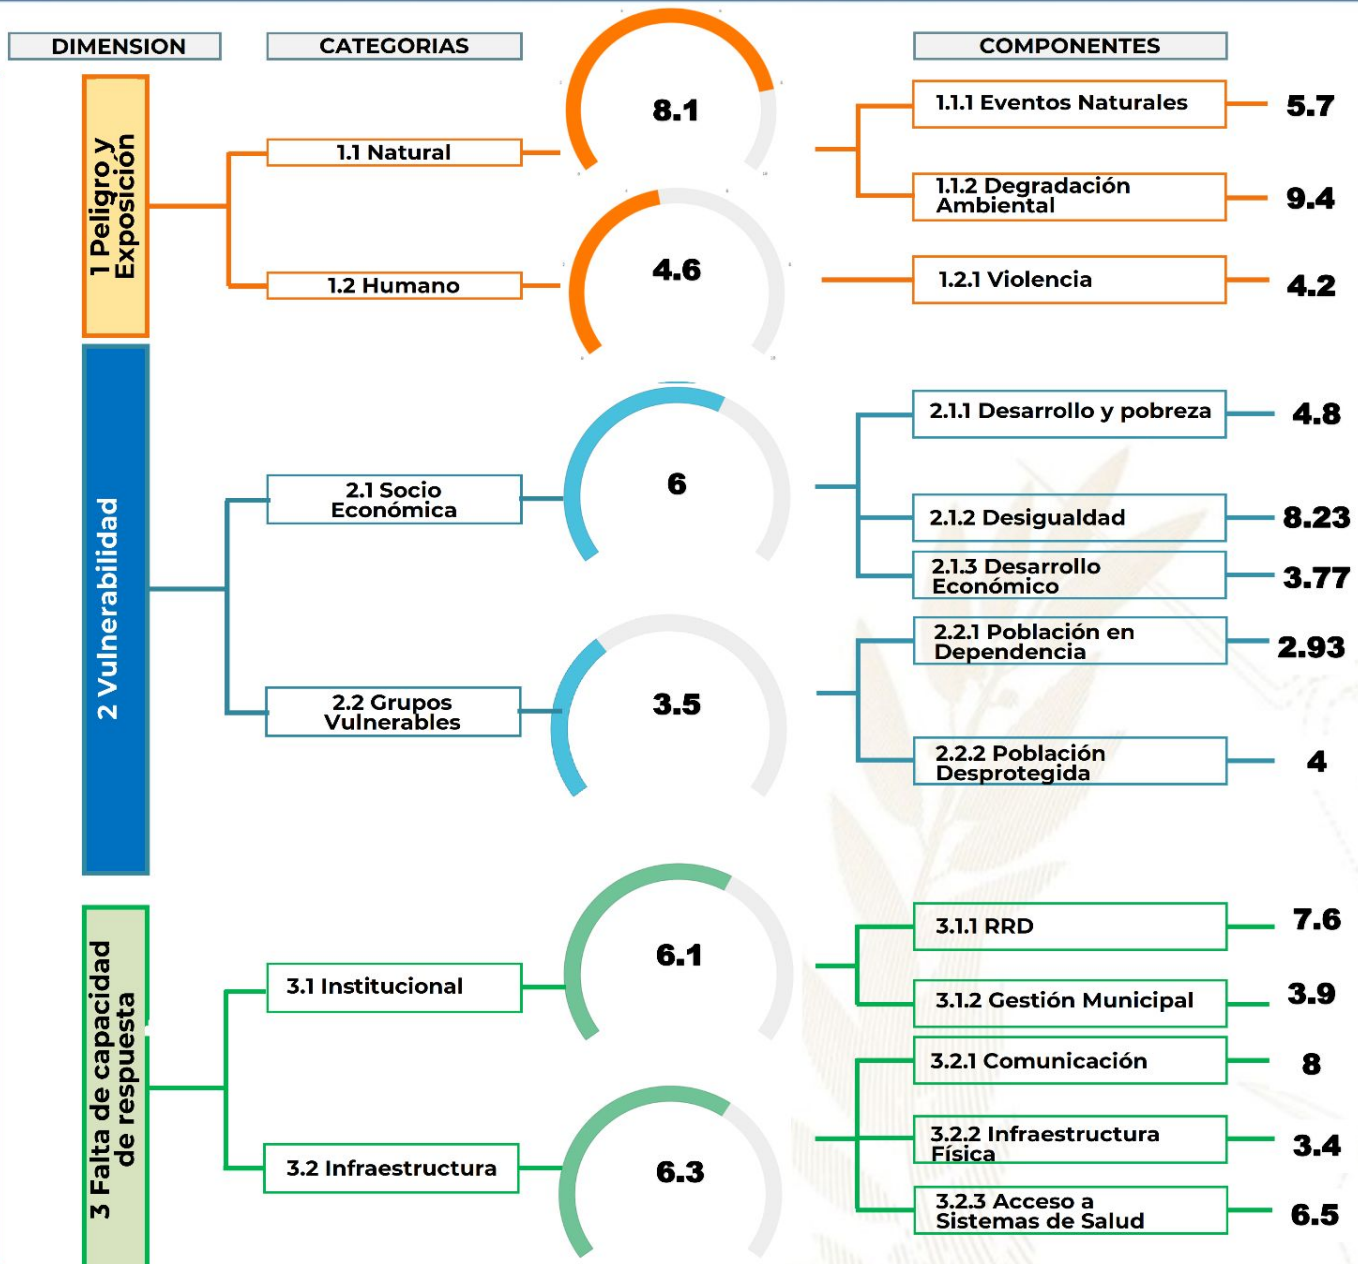 DIMENSION
CATEGORIAS
COMPONENTES
1 Peligro y
Exposición
1.1 Natural
8.1
1.1.1 Eventos Naturales
5.7
1.1.2 Degradación
Ambiental
9.4
1.2 Humano
4.6
1.2.1 Violencia
4.2
2 Vulnerabilidad
2.1 Socio
Económica
6
2.1.1 Desarrollo y pobreza
4.8
2.1.2 Desigualdad
8.23
2.1.3 Desarrollo
Económico
3.77
2.2 Grupos
Vulnerables
3.5
2.2.1 Población en
Dependencia
2.93
2.2.2 Población
Desprotegida
4
3 Falta de capacidad
de respuesta
3.1 Institucional
6.1
3.1.1 RRD
7.6
3.1.2 Gestión Municipal
3.9
3.2 Infraestructura
6.3
3.2.1 Comunicación
8
3.2.2 Infraestructura
Física
3.4
3.2.3 Acceso a
Sistemas de Salud
6.5